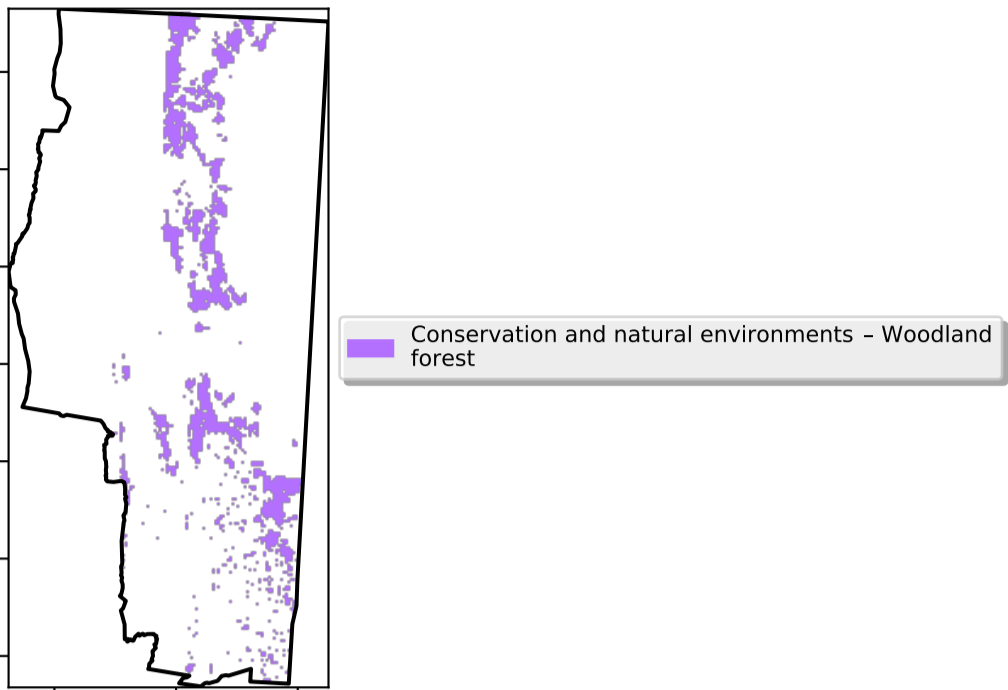 Conservation and natural environments – Woodland
forest